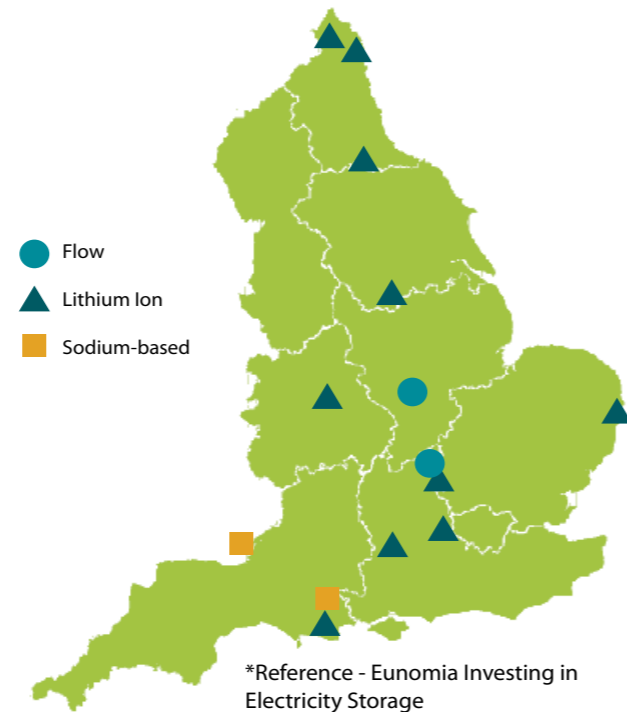 Flow
Lithium Ion
Sodium-based
*Reference - Eunomia Investing in
Electricity Storage